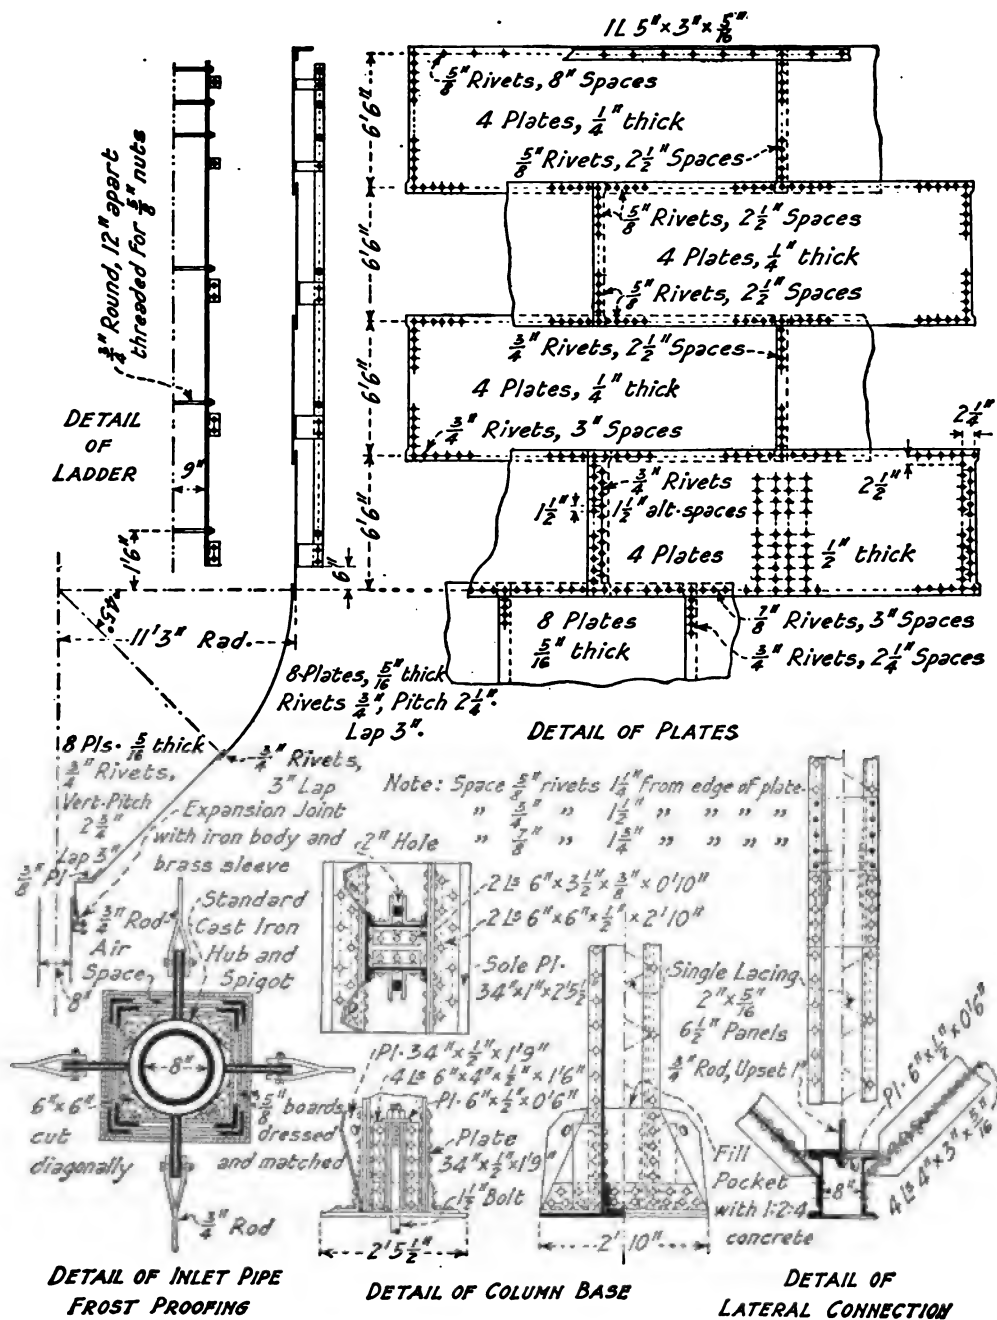 1L 5"×3"×5/16"
5/8" Rivets, 8" Spaces
4 Plates, 1/4" thick
5/8" Rivets, 2 1/2" Spaces
6'6"
3/4" Round, 12" apart
threaded for 5/8" nuts
5/8" Rivets, 2 1/2" Spaces
4 Plates, 1/4" thick
5/8" Rivets, 2 1/2" Spaces
6'6"
3/4" Rivets, 2 1/2" Spaces
4 Plates, 1/4" thick
3/4" Rivets, 3" Spaces
6'6"
DETAIL
OF
LADDER
9"
1'6"
2 1/4"
2 1/2"
3/4" Rivets
1 1/2" alt. spaces
1 1/2"
4 Plates
1/2" thick
6'6"
6"
45°
11'3" Rad.
8 Plates
5/16" thick
7/8" Rivets, 3" Spaces
3/4" Rivets, 2 1/4" Spaces
8-Plates, 5/16" thick
Rivets 3/4", Pitch 2 1/4".
Lap 3".
DETAIL OF PLATES
8 Pls. 5/16" thick
3/4" Rivets,
Vert-Pitch
2 3/4"
Lap 3"
3/4" Rivets,
3" Lap
Note: Space 5/8" rivets 1 1/4" from edge of plate
" 3/4" " 1 1/2" " " " "
" 7/8" " 1 3/4" " " " "
Expansion Joint
with iron body and
brass sleeve
2" Hole
2 Ls 6"×3 1/2"×3/8"×0'10"
2 Ls 6"×6"×1/2"×2'10"
Sole Pl.
34"×1"×2'5 1/2"
3/4" Rod
Air
Space
8"
Standard
Cast Iron
Hub and
Spigot
8"
6"×6"
cut
diagonally
5/8" boards
dressed
and matched
3/4" Rod
DETAIL OF INLET PIPE
FROST PROOFING
Pl. 34"×1/2"×1'9"
4 Ls 6"×4"×1/2"×1'6"
Pl. 6"×1/2"×0'6"
Plate
34"×1/2"×1'9"
1 1/2" Bolt
2'5 1/2"
Single Lacing
2"×5/16"
6 1/2" Panels
3/4" Rod, Upset 1"
Fill
Pocket
with 1:2:4
concrete
2'10"
DETAIL OF COLUMN BASE
Pl. 6"×1/2"×0'6"
4 Ls 4"×3"×5/16"
8"
DETAIL OF
LATERAL CONNECTION